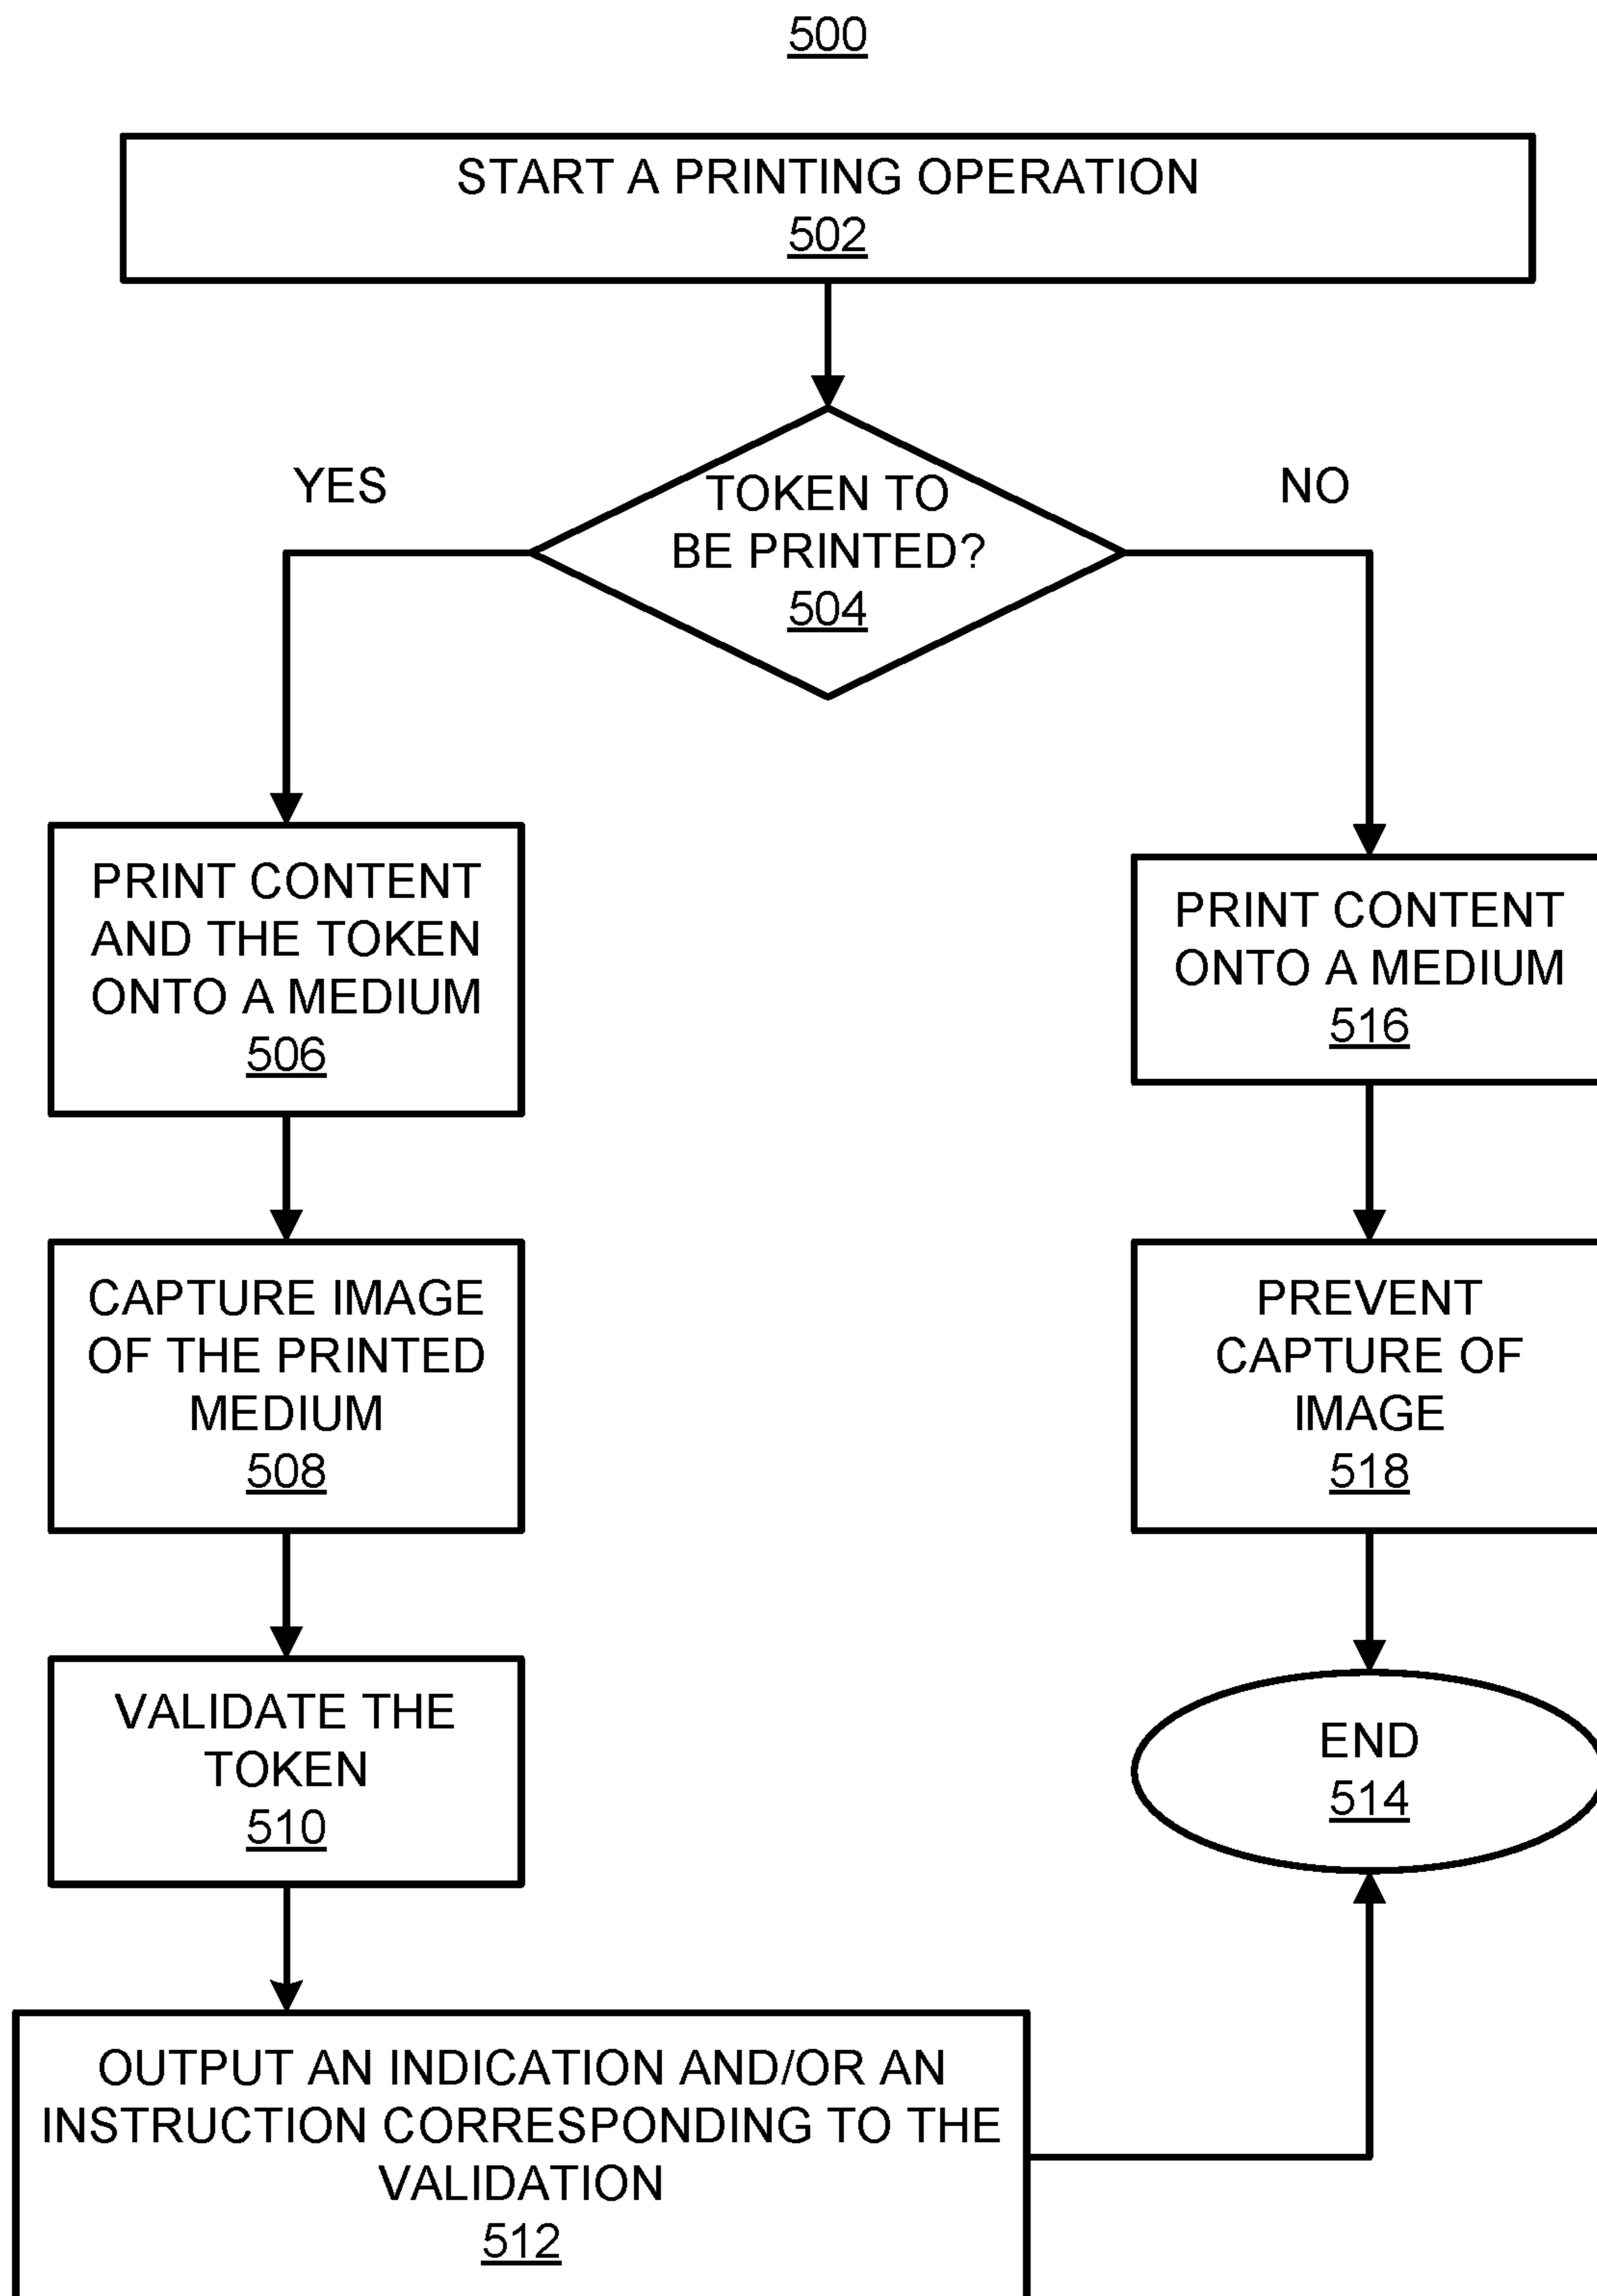 500
START A PRINTING OPERATION
502
YES
TOKEN TO
BE PRINTED?
504
NO
PRINT CONTENT
AND THE TOKEN
ONTO A MEDIUM
506
CAPTURE IMAGE
OF THE PRINTED
MEDIUM
508
VALIDATE THE
TOKEN
510
OUTPUT AN INDICATION AND/OR AN
INSTRUCTION CORRESPONDING TO THE
VALIDATION
512
PRINT CONTENT
ONTO A MEDIUM
516
PREVENT
CAPTURE OF
IMAGE
518
END
514